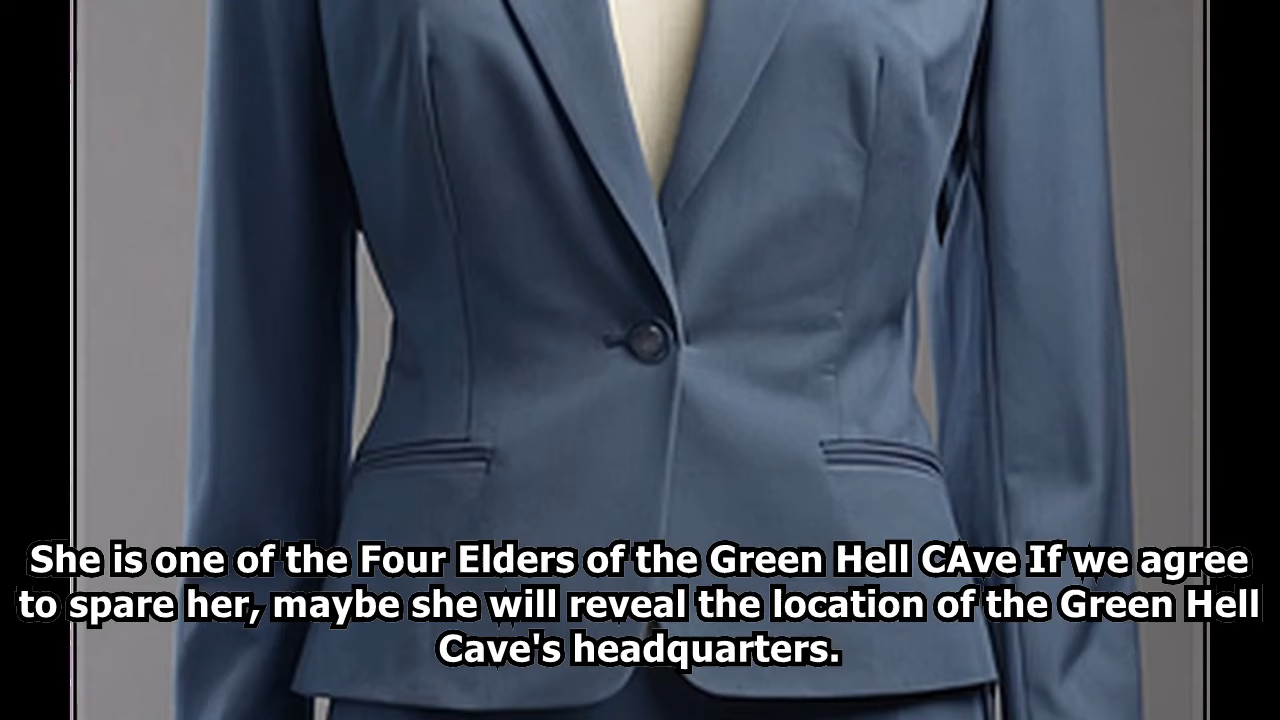 She is one of the Four Elders of the Green Hell CAve If we agree
to spare her, maybe she will reveal the location of the Green Hell
Cave's headquarters.